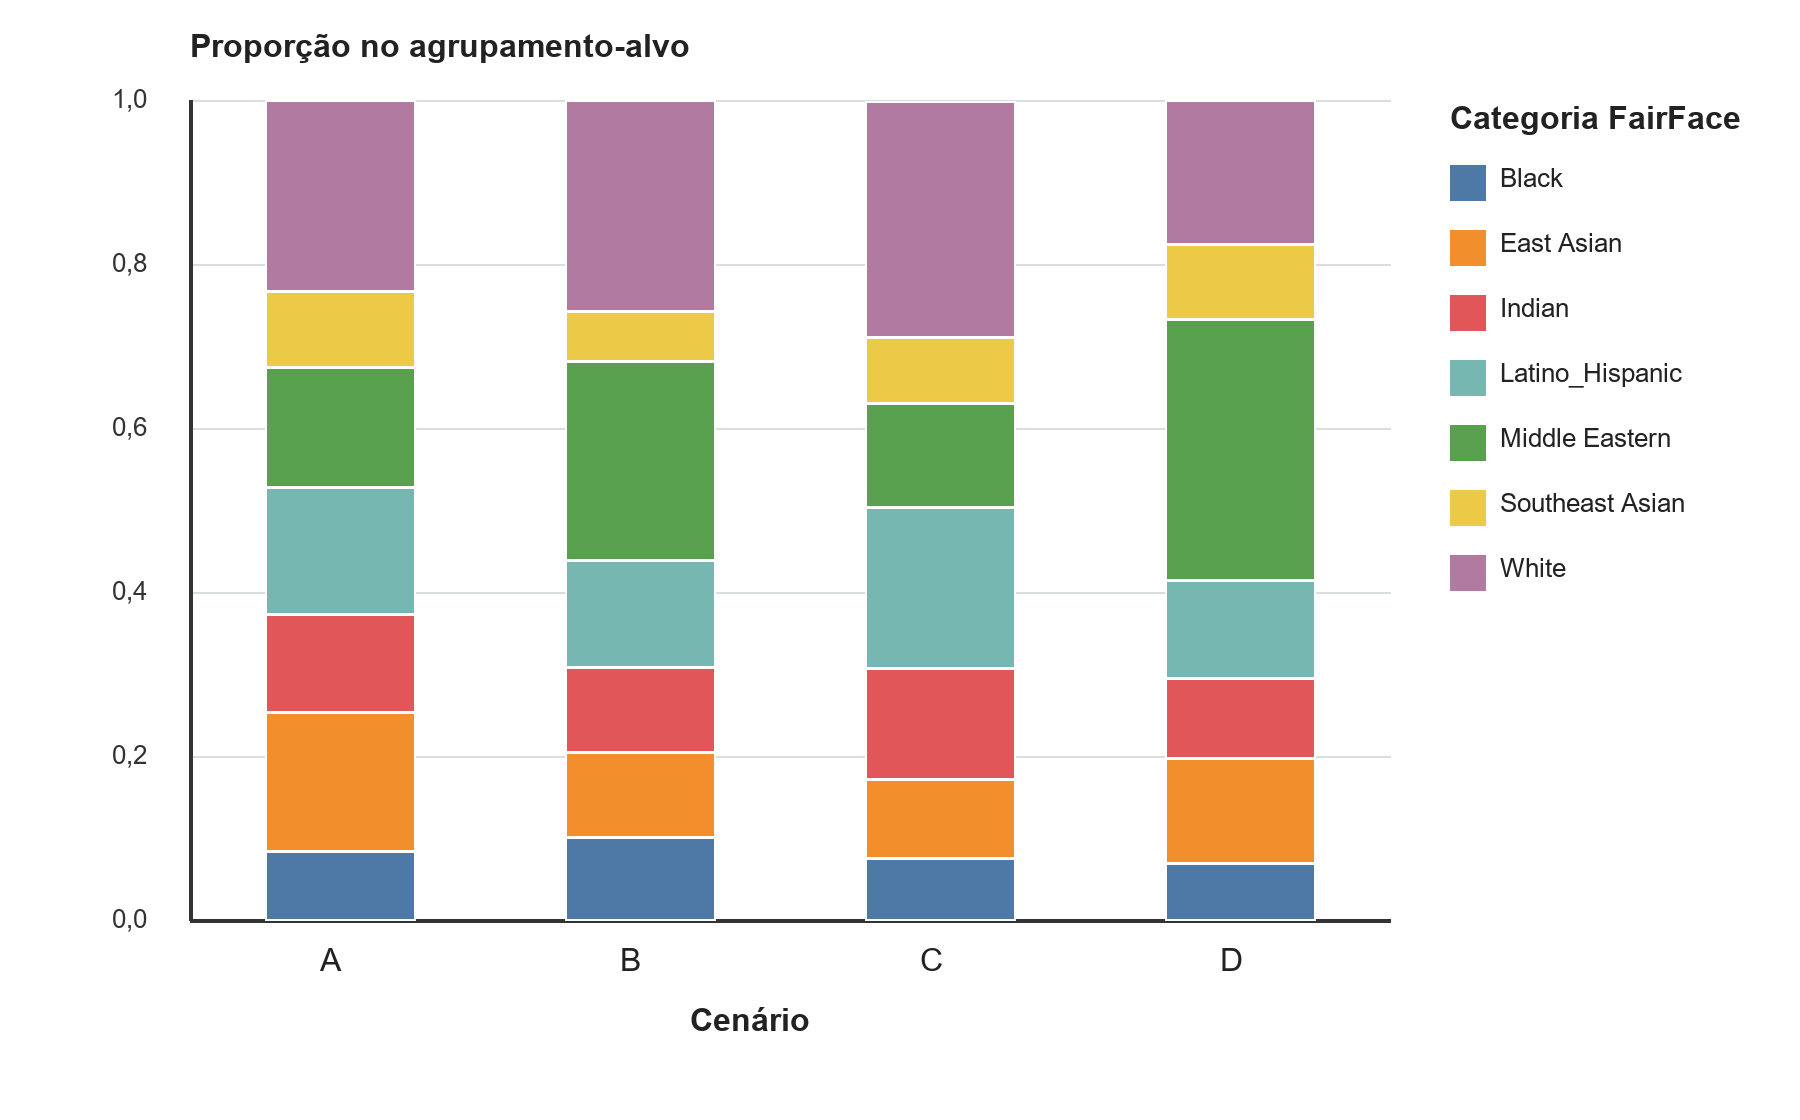 Proporção no agrupamento-alvo
1,0
0,8
0,6
0,4
0,2
0,0
A
B
C
D
Cenário
Categoria FairFace
Black
East Asian
Indian
Latino_Hispanic
Middle Eastern
Southeast Asian
White